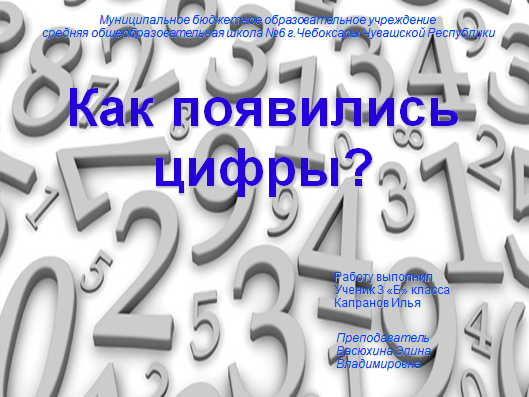 Муниципальное бюджетное образовательное учреждение
средняя общеобразовательная школа №6 г.Чебоксары Чувашской Республики
Как появились
цифры?
Работу выполнил
Ученик 3 «Б» класса
Капранов Илья
Преподаватель
Васюхина Элина
Владимировна